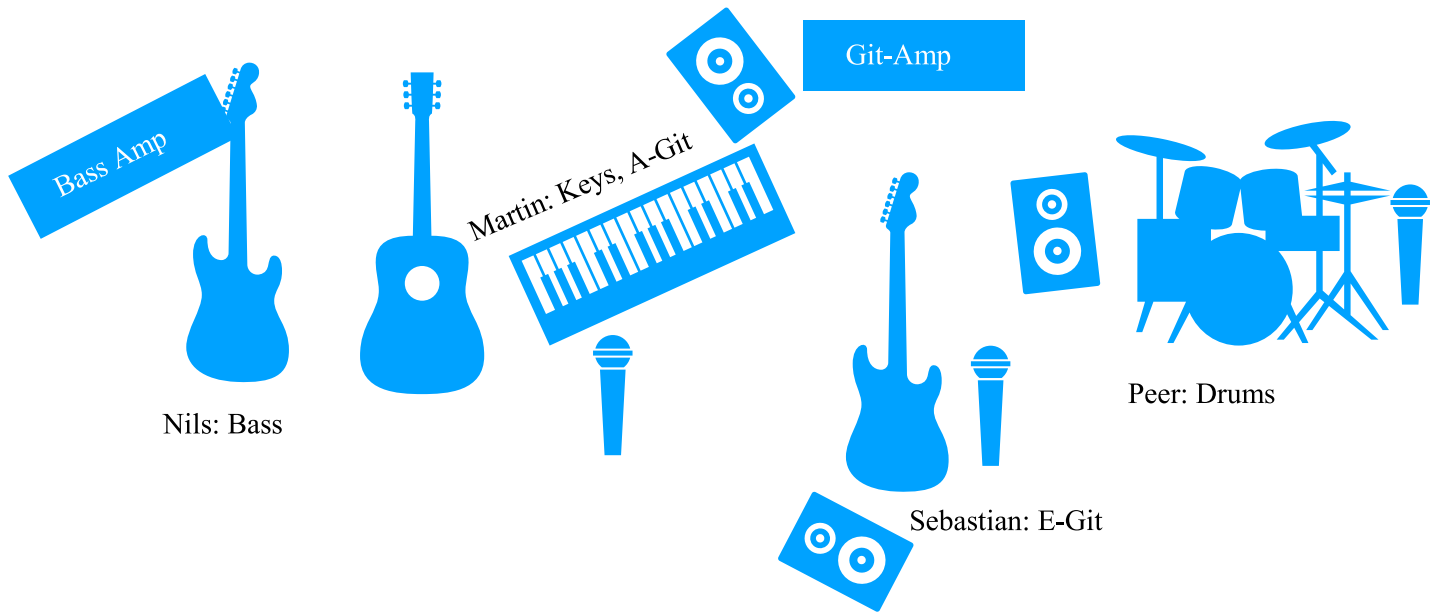 Git-Amp
Bass Amp
Martin: Keys, A-Git
Peer: Drums
Nils: Bass
Sebastian: E-Git